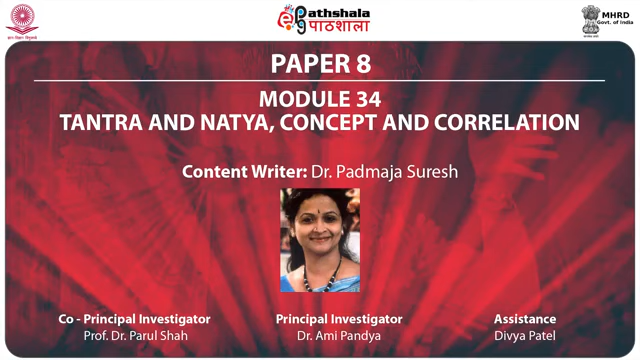 Pathshala
पाठशाला
MHRD
Govt. of India
PAPER 8
MODULE 34
TANTRA AND NATYA, CONCEPT AND CORRELATION
Content Writer: Dr. Padmaja Suresh
Co - Principal Investigator
Prof. Dr. Parul Shah
Principal Investigator
Dr. Ami Pandya
Assistance
Divya Patel